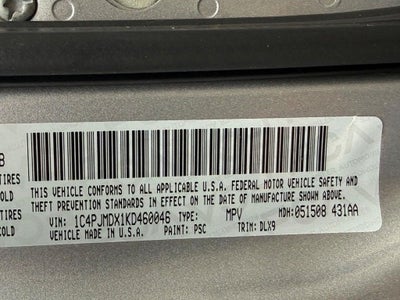 8
TIRES
COLD
TIRES
COLD
THIS VEHICLE CONFORMS TO ALL APPLICABLE U.S.A. FEDERAL MOTOR VEHICLE SAFETY AND
THEFT PREVENTION STANDARDS IN EFFECT ON THE DATE OF MANUFACTURE SHOWN ABOVE.
VIN: 1C4PJMDX1KD460046 TYPE: MPV MDH: 051508 431AA
VEHICLE MADE IN U.S.A. PAINT: PSC TRIM: DLX9